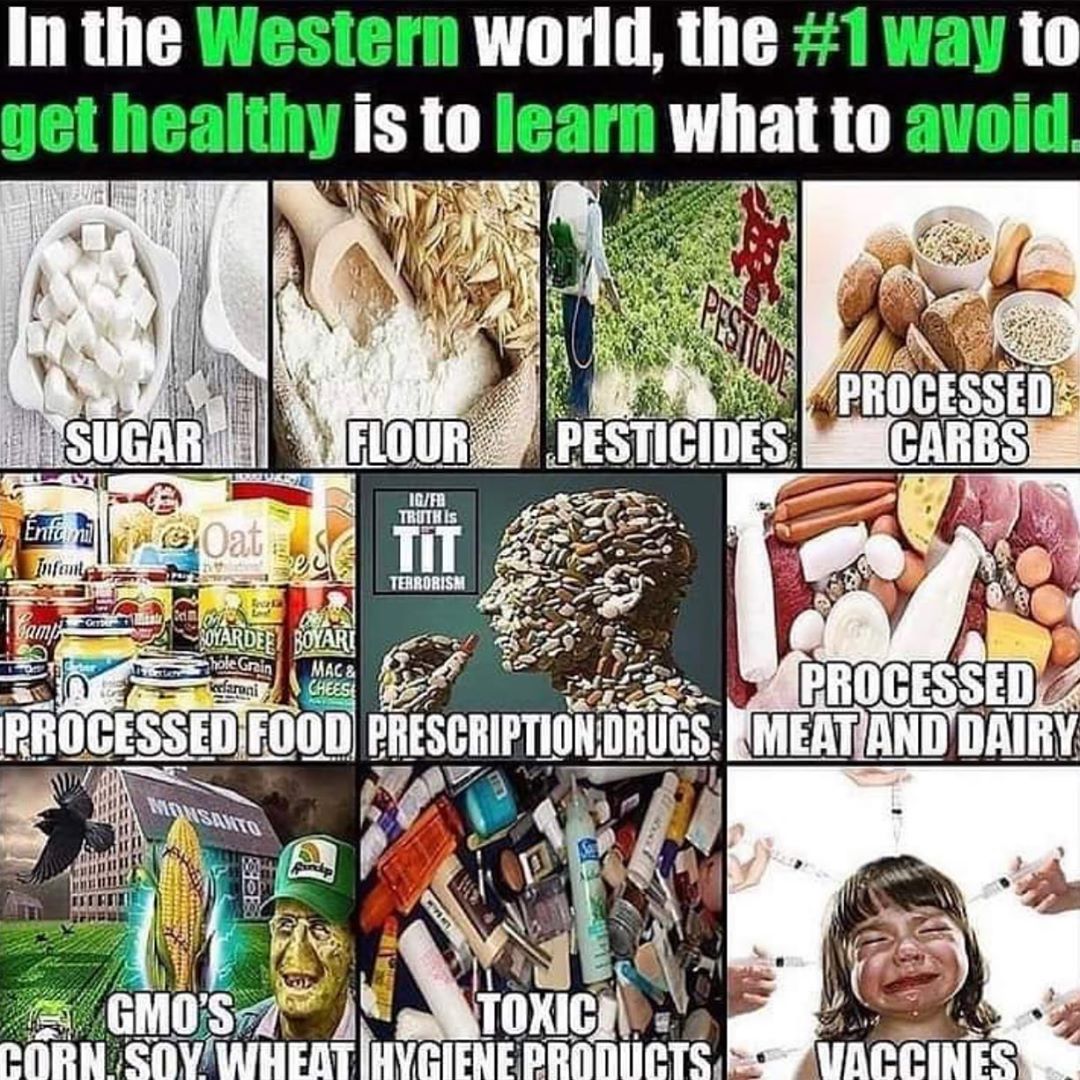 In the Western world, the #1 way to
get healthy is to learn what to avoid.
SUGAR
FLOUR
PESTICIDE
PESTICIDES
PROCESSED
CARBS
Enfamil
Infant
Oat
Camp
Gerber
BOYARDEE
BOYARD
Whole Grain
MAC &
CHEESE
PROCESSED FOOD
IG/FB
TRUTH is
TiT
TERRORISM
PRESCRIPTION DRUGS
PROCESSED
MEAT AND DAIRY
MONSANTO
Roundup
GMO'S
CORN, SOY, WHEAT
TOXIC
HYGIENE PRODUCTS
VACCINES